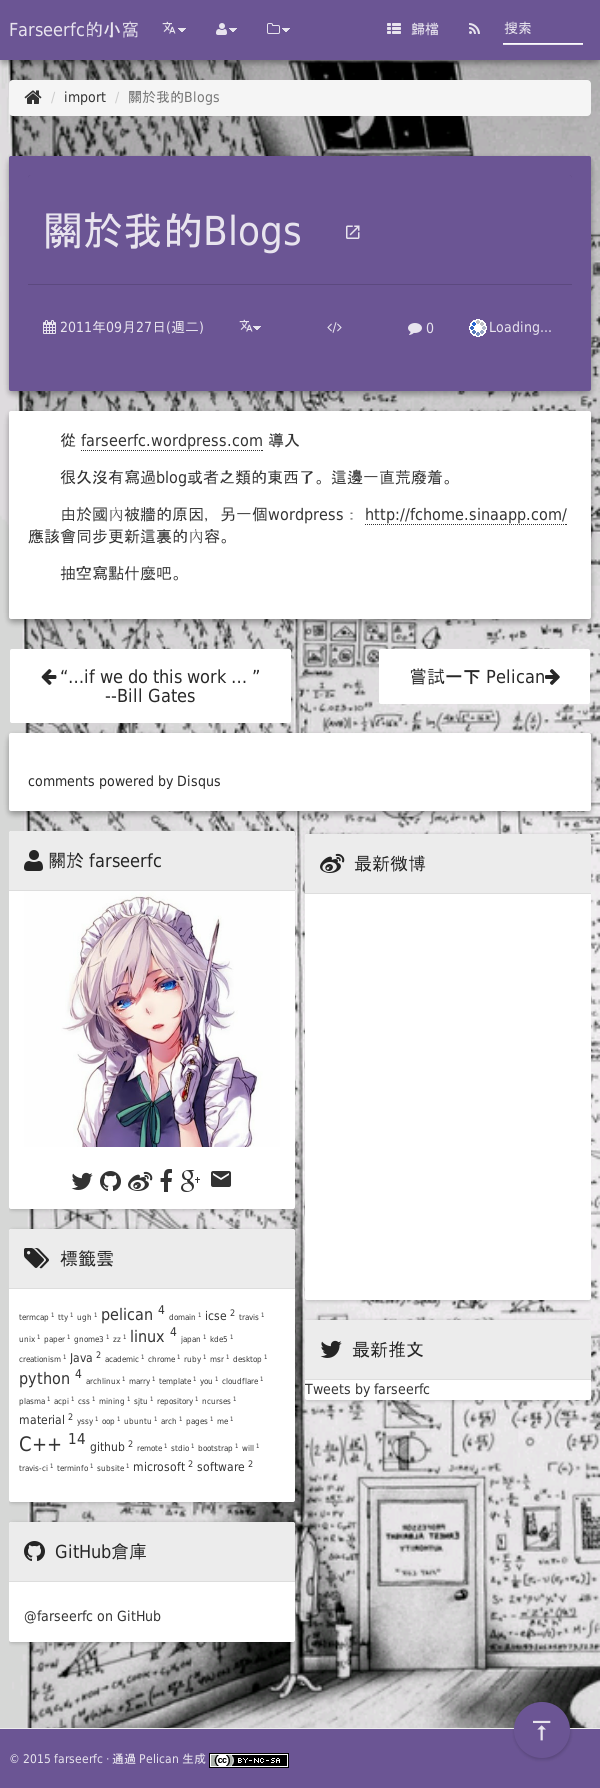 Farseerfc的小窩 歸檔 搜索
/ import / 關於我的Blogs
關於我的Blogs
2011年09月27日(週二) 0 Loading...
從 farseerfc.wordpress.com 導入
很久沒有寫過blog或者之類的東西了。這邊一直荒廢着。
由於國內被牆的原因，另一個wordpress： http://fchome.sinaapp.com/
應該會同步更新這裏的內容。
抽空寫點什麼吧。
“...if we do this work ... ”
--Bill Gates
嘗試一下 Pelican
comments powered by Disqus
關於 farseerfc
標籤雲
termcap 1 tty 1 ugh 1 pelican 4 domain 1 icse 2 travis 1
unix 1 paper 1 gnome3 1 zz 1 linux 4 japan 1 kde5 1
creationism 1 Java 2 academic 1 chrome 1 ruby 1 msr 1 desktop 1
python 4 archlinux 1 marry 1 template 1 you 1 cloudflare 1
plasma 1 acpi 1 css 1 mining 1 sjtu 1 repository 1 ncurses 1
material 2 yssy 1 oop 1 ubuntu 1 arch 1 pages 1 me 1
C++ 14 github 2 remote 1 stdio 1 bootstrap 1 will 1
travis-ci 1 terminfo 1 subsite 1 microsoft 2 software 2
GitHub倉庫
@farseerfc on GitHub
最新微博
最新推文
Tweets by farseerfc
© 2015 farseerfc · 通過 Pelican 生成 cc BY-NC-SA